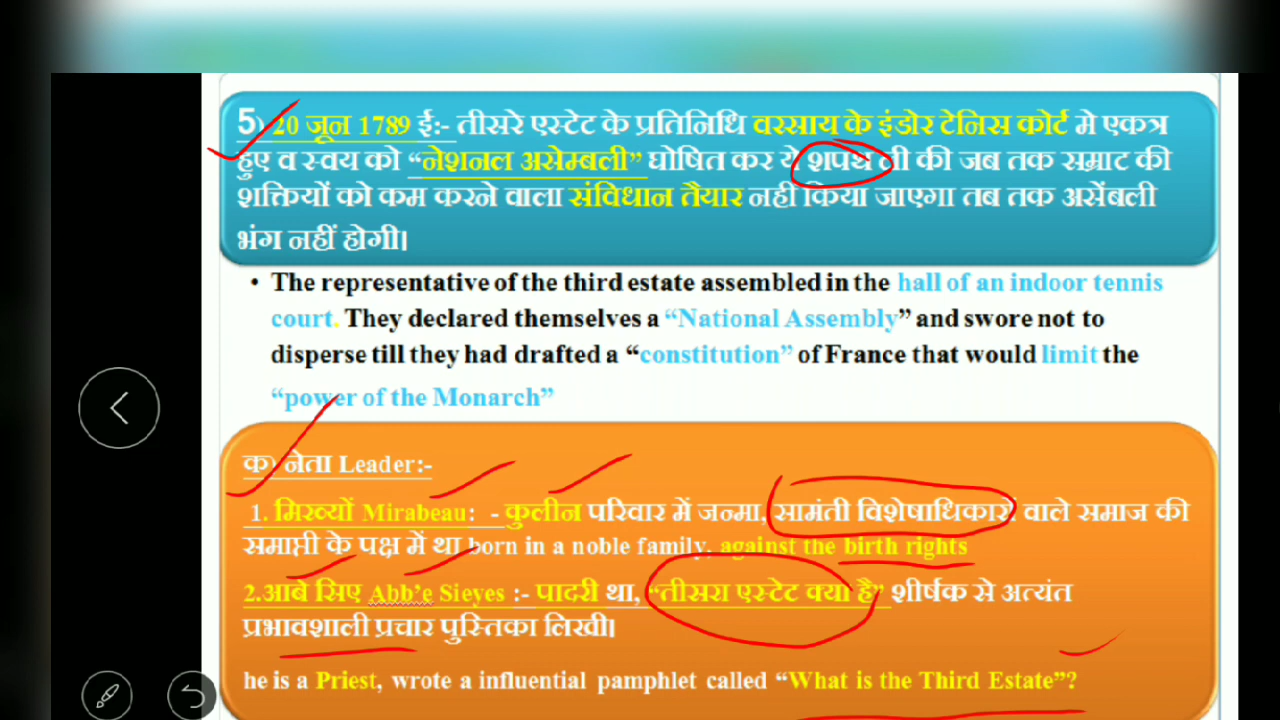 5) 20 जून 1789 ई:- तीसरे एस्टेट के प्रतिनिधि वरसाय के इंडोर टेनिस कोर्ट मे एकत्र
हुए व स्वय को “नेशनल असेम्बली” घोषित कर ये शपथ ली की जब तक सम्राट की
शक्तियों को कम करने वाला संविधान तैयार नहीं किया जाएगा तब तक असेंबली
भंग नहीं होगी।
• The representative of the third estate assembled in the hall of an indoor tennis
court. They declared themselves a “National Assembly” and swore not to
disperse till they had drafted a “constitution” of France that would limit the
“power of the Monarch”
क) नेता Leader:-
1. मिरव्यों Mirabeau: - कुलीन परिवार में जन्मा, सामंती विशेषाधिकारों वाले समाज की
समाप्ती के पक्ष में था born in a noble family, against the birth rights
2.आबे सिए Abb’e Sieyes :- पादरी था, “तीसरा एस्टेट क्या है” शीर्षक से अत्यंत
प्रभावशाली प्रचार पुस्तिका लिखी।
he is a Priest, wrote a influential pamphlet called “What is the Third Estate”?